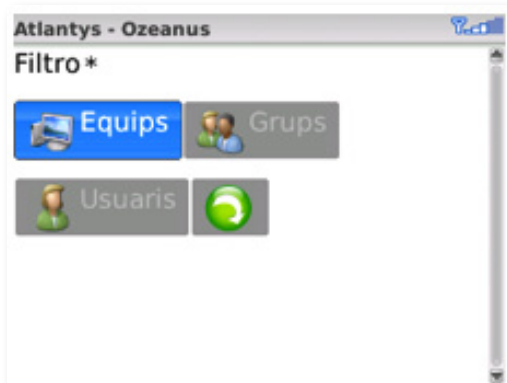 Atlantys - Ozeanus
Filtro*
Equips
Grups
Usuaris